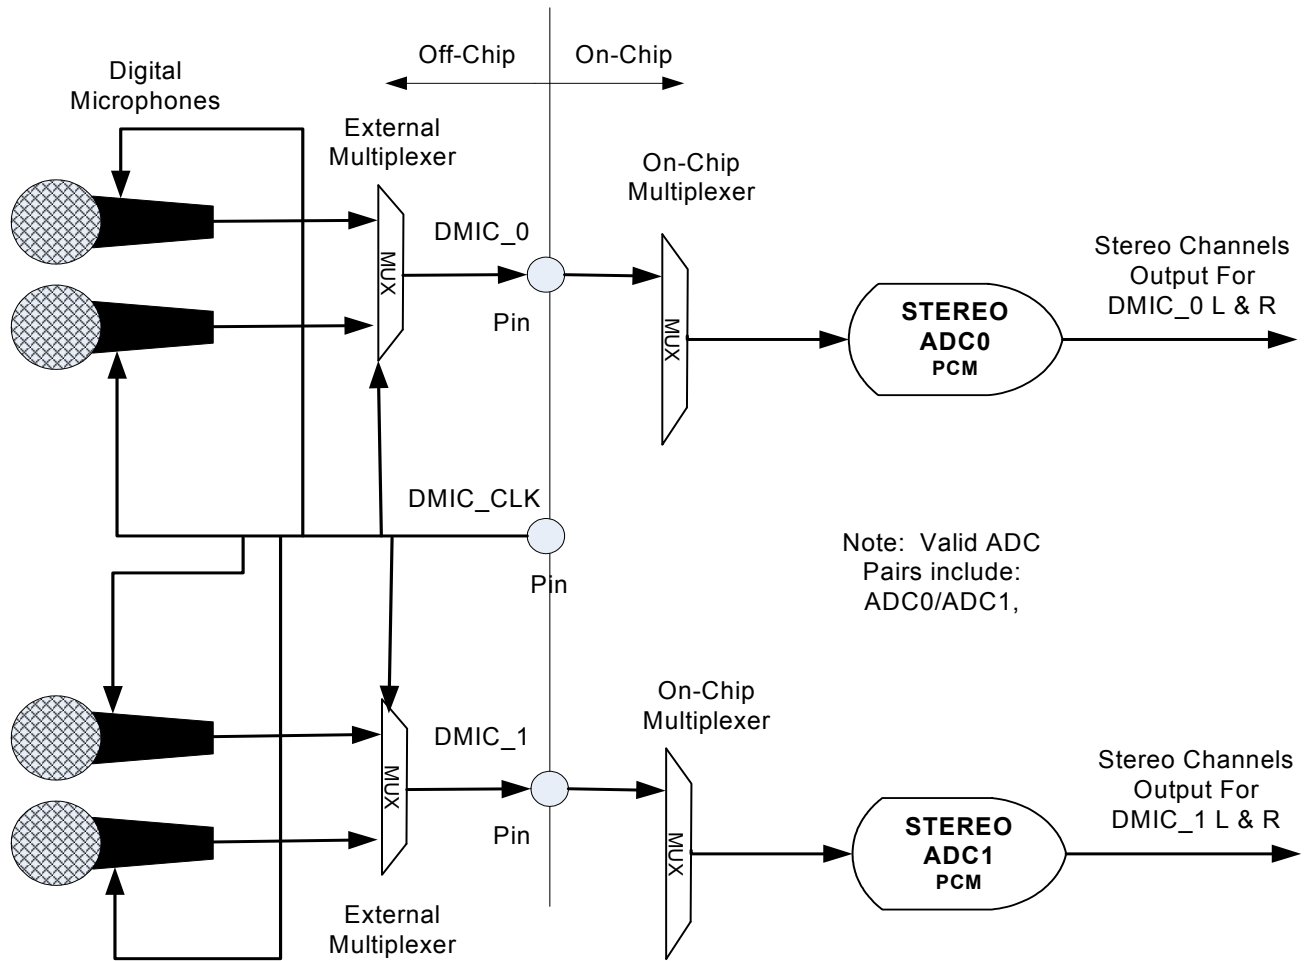 Off-Chip
On-Chip
Digital
Microphones
External
Multiplexer
On-Chip
Multiplexer
DMIC_0
MUX
Pin
MUX
STEREO
ADC0
PCM
Stereo Channels
Output For
DMIC_0 L & R
DMIC_CLK
Pin
Note:  Valid ADC
Pairs include:
ADC0/ADC1,
On-Chip
Multiplexer
DMIC_1
MUX
Pin
MUX
STEREO
ADC1
PCM
Stereo Channels
Output For
DMIC_1 L & R
External
Multiplexer